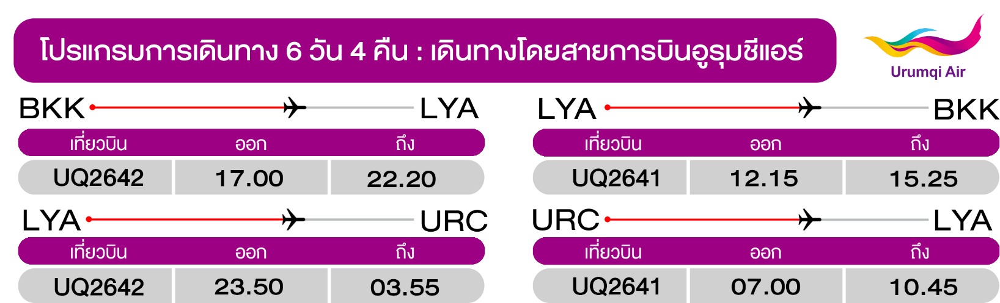 โปรแกรมการเดินทาง 6 วัน 4 คืน : เดินทางโดยสายการบินอูรุมชีแอร์
Urumqi Air
BKK LYA
เที่ยวบิน ออก ถึง
UQ2642 17.00 22.20
LYA BKK
เที่ยวบิน ออก ถึง
UQ2641 12.15 15.25
LYA URC
เที่ยวบิน ออก ถึง
UQ2642 23.50 03.55
URC LYA
เที่ยวบิน ออก ถึง
UQ2641 07.00 10.45